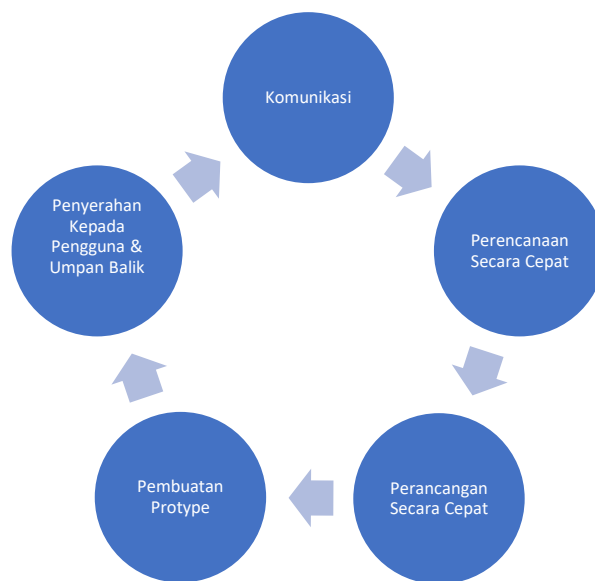 Komunikasi
Perencanaan
Secara Cepat
Perancangan
Secara Cepat
Pembuatan
Protype
Penyerahan
Kepada
Pengguna &
Umpan Balik